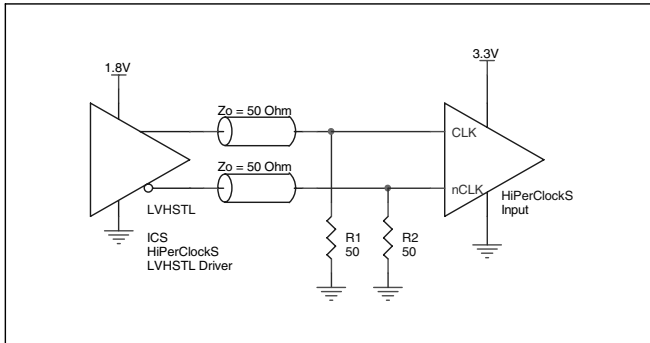 1.8V
3.3V
Zo = 50 Ohm
CLK
Zo = 50 Ohm
nCLK
HiPerClockS
Input
LVHSTL
ICS
HiPerClockS
LVHSTL Driver
R1
50
R2
50